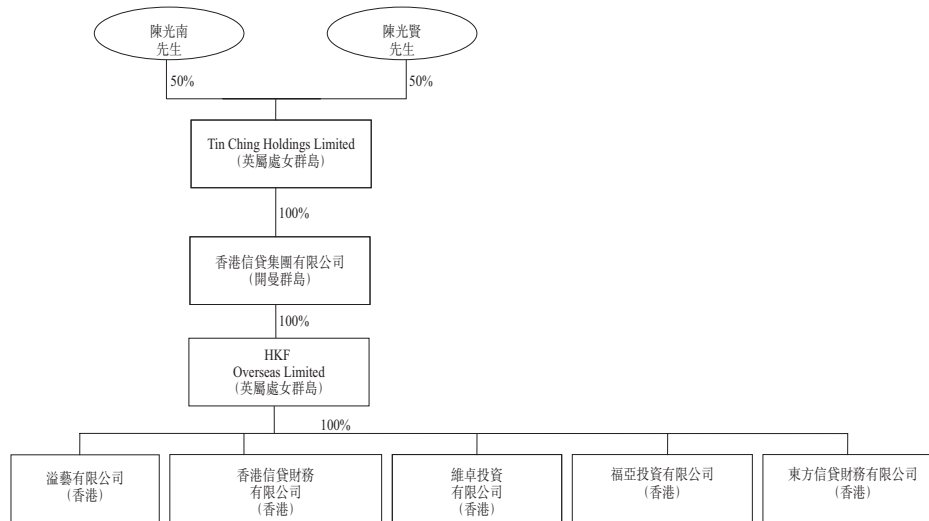 陳光南
先生
陳光賢
先生
50%
50%
Tin Ching Holdings Limited
(英屬處女群島)
100%
香港信貸集團有限公司
(開曼群島)
100%
HKF
Overseas Limited
(英屬處女群島)
100%
溢藝有限公司
(香港)
香港信貸財務
有限公司
(香港)
維卓投資
有限公司
(香港)
福亞投資有限公司
(香港)
東方信貸財務有限公司
(香港)